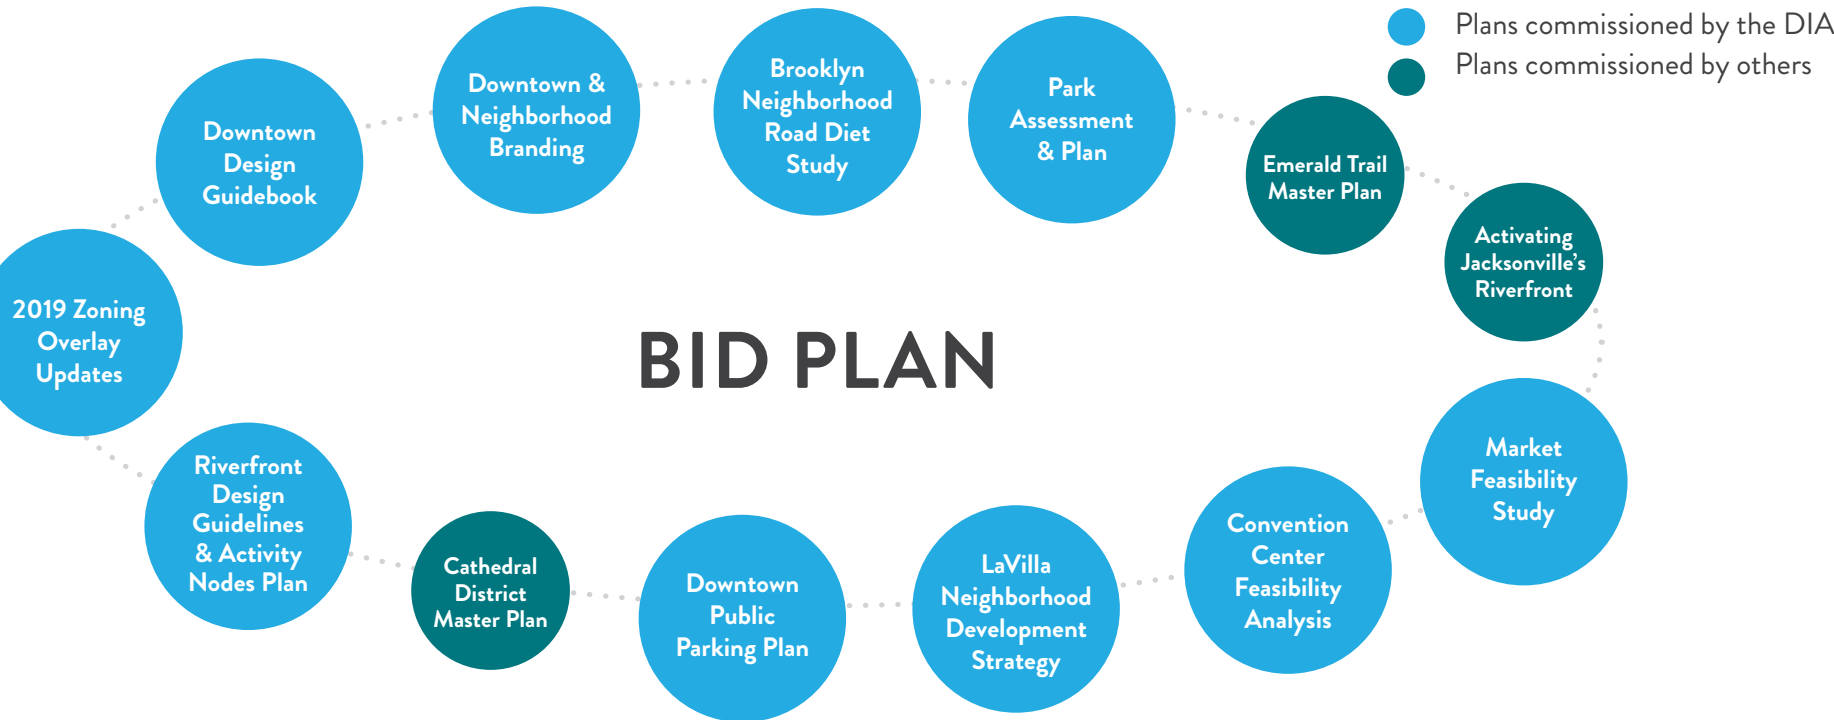 Plans commissioned by the DIA
Plans commissioned by others
Downtown
Design
Guidebook
Downtown &
Neighborhood
Branding
Brooklyn
Neighborhood
Road Diet
Study
Park
Assessment
& Plan
Emerald Trail
Master Plan
Activating
Jacksonville's
Riverfront
2019 Zoning
Overlay
Updates
BID PLAN
Market
Feasibility
Study
Riverfront
Design
Guidelines
& Activity
Nodes Plan
Cathedral
District
Master Plan
Downtown
Public
Parking Plan
LaVilla
Neighborhood
Development
Strategy
Convention
Center
Feasibility
Analysis